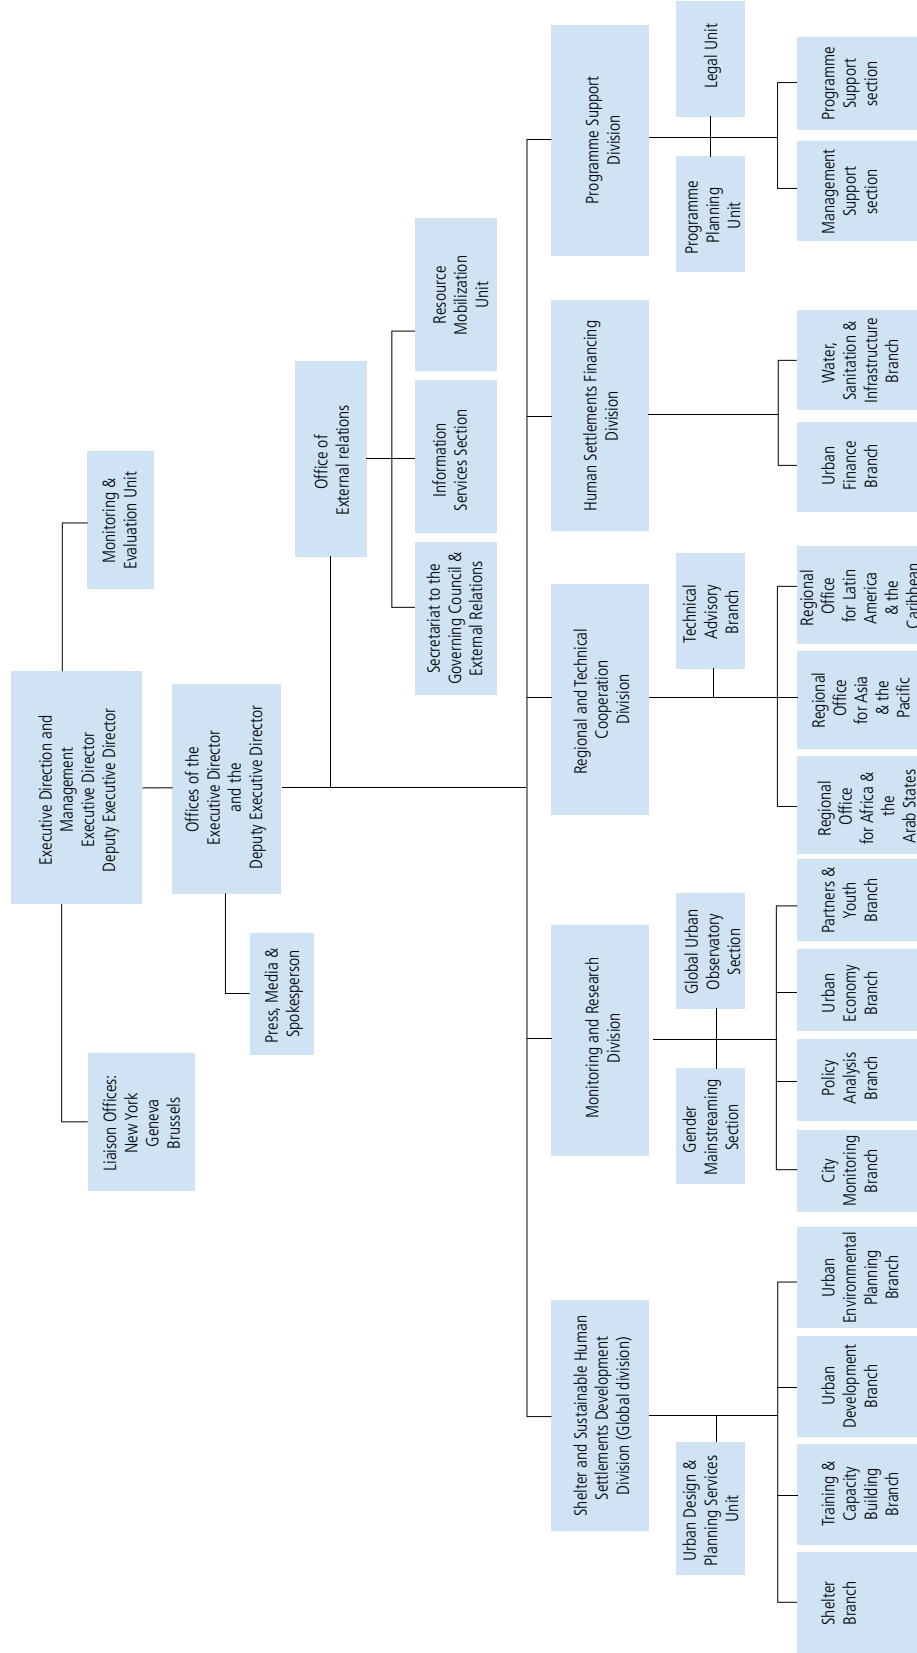 Executive Direction and
Management
Executive Director
Deputy Executive Director
Liaison Offices:
New York
Geneva
Brussels
Monitoring &
Evaluation Unit
Offices of the
Executive Director
and the
Deputy Executive Director
Press, Media &
Spokesperson
Office of
External relations
Secretariat to the
Governing Council &
External Relations
Information
Services Section
Resource
Mobilization
Unit
Shelter and Sustainable Human
Settlements Development
Division (Global division)
Monitoring and Research
Division
Regional and Technical
Cooperation
Division
Human Settlements Financing
Division
Programme Support
Division
Urban Design &
Planning Services
Unit
Gender
Mainstreaming
Section
Global Urban
Observatory
Section
Technical
Advisory
Branch
Programme
Planning
Unit
Legal Unit
Shelter
Branch
Training &
Capacity
Building
Branch
Urban
Development
Branch
Urban
Environmental
Planning
Branch
City
Monitoring
Branch
Policy
Analysis
Branch
Urban
Economy
Branch
Partners &
Youth
Branch
Regional
Office
for Africa &
the
Arab States
Regional
Office
for Asia
& the
Pacific
Regional
Office
for Latin
America
& the
Caribbean
Urban
Finance
Branch
Water,
Sanitation &
Infrastructure
Branch
Management
Support
section
Programme
Support
section